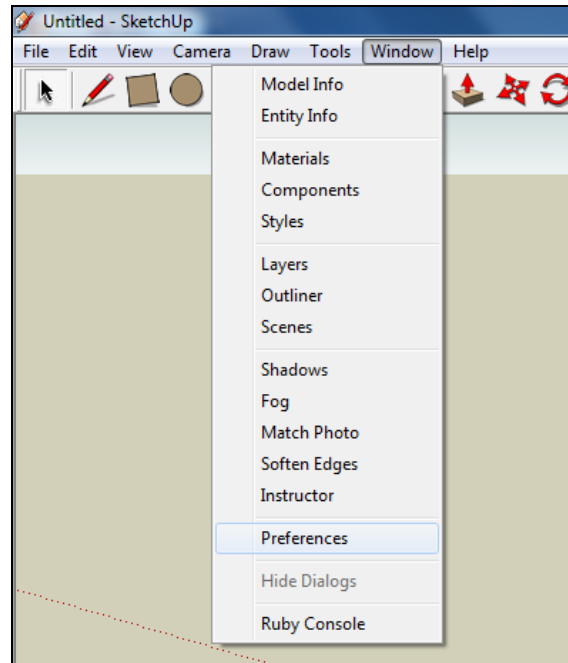 Untitled - SketchUp
File Edit View Camera Draw Tools Window Help
Model Info
Entity Info
Materials
Components
Styles
Layers
Outliner
Scenes
Shadows
Fog
Match Photo
Soften Edges
Instructor
Preferences
Hide Dialogs
Ruby Console